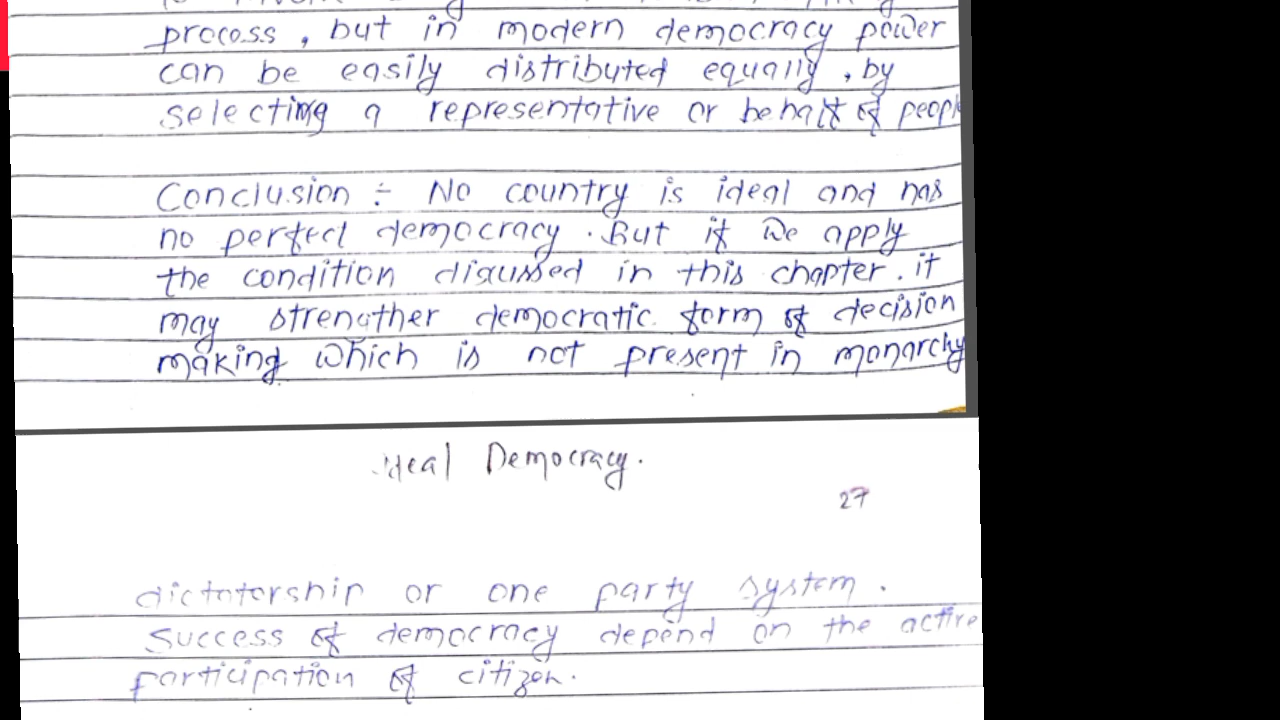 process, but in modern democracy power
can be easily distributed equally, by
selecting a representative or behalf of
Conclusion :- No country is ideal and has
no perfect democracy. But if we apply
the condition discussed in this chapter. it
may strengther democratic form of decision
making which is not present in monarchy
Ideal Democracy.
27
dictatorship or one party system.
Success of democracy depend on the active
participation of citizen.